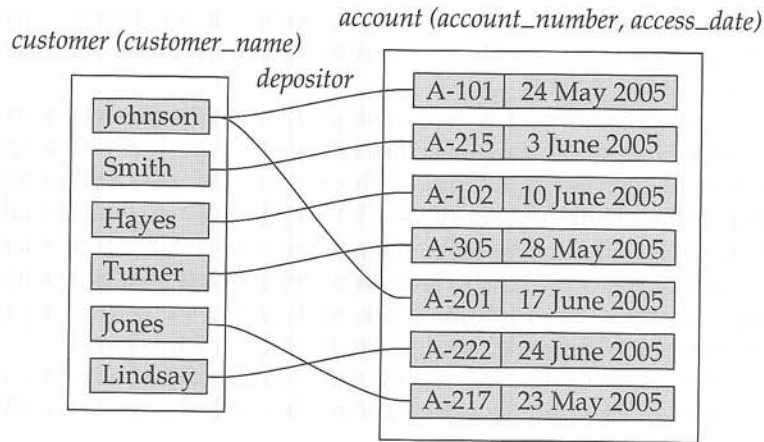 account (account_number, access_date)
customer (customer_name)
depositor
Johnson
Smith
Hayes
Turner
Jones
Lindsay
A-101 24 May 2005
A-215 3 June 2005
A-102 10 June 2005
A-305 28 May 2005
A-201 17 June 2005
A-222 24 June 2005
A-217 23 May 2005